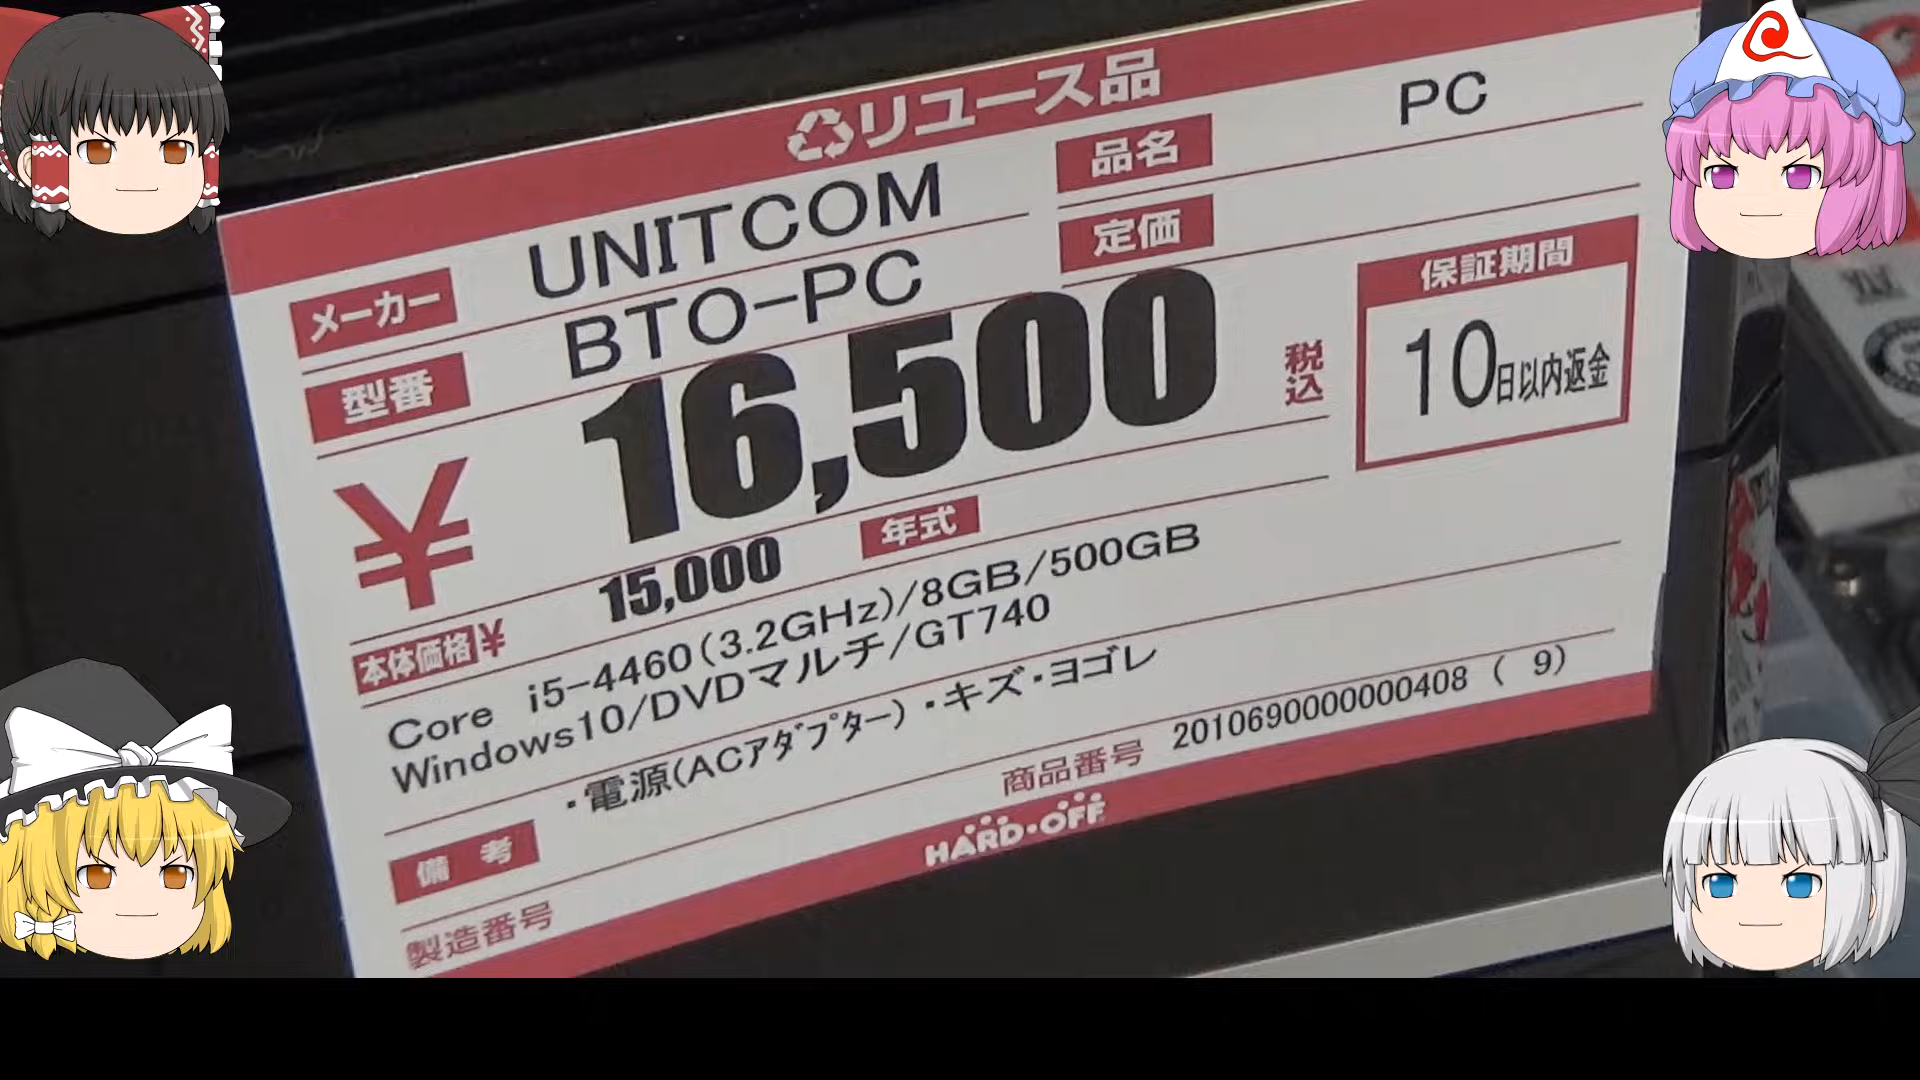 リユース品
メーカー UNITCOM
品名 PC
型番 BTO-PC
定価
¥ 16,500 税込
保証期間
10日以内返金
本体価格¥ 15,000
年式
Core i5-4460(3.2GHz)/8GB/500GB
Windows10/DVDマルチ/GT740
・電源(ACアダプター)・キズ・ヨゴレ
備考
商品番号 2010690000000408 ( 9)
製造番号
HARD・OFF